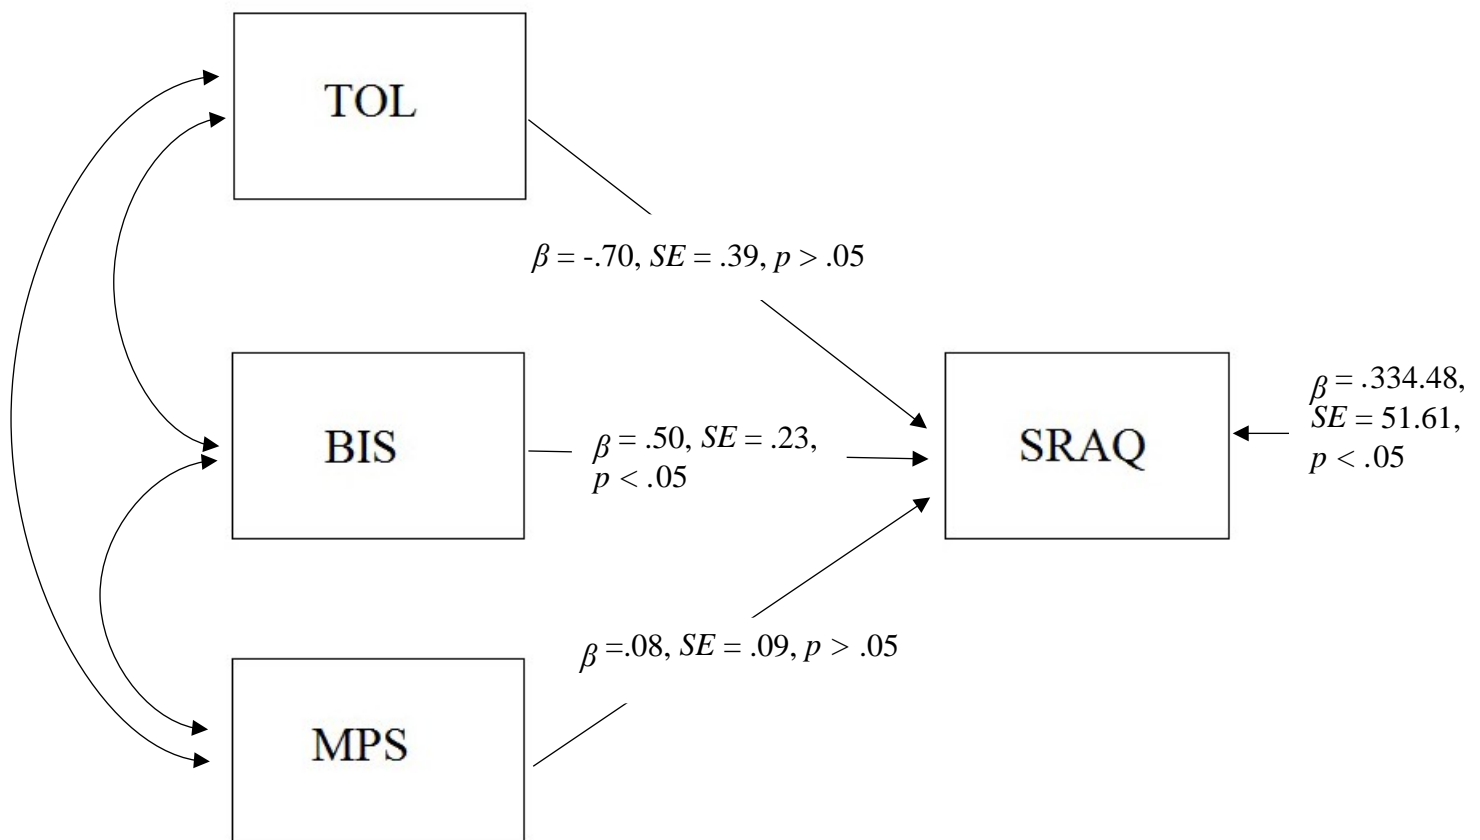 TOL
β = -.70, SE = .39, p > .05
BIS
β = .50, SE = .23,
p < .05
SRAQ
β = .334.48,
SE = 51.61,
p < .05
MPS
β =.08, SE = .09, p > .05